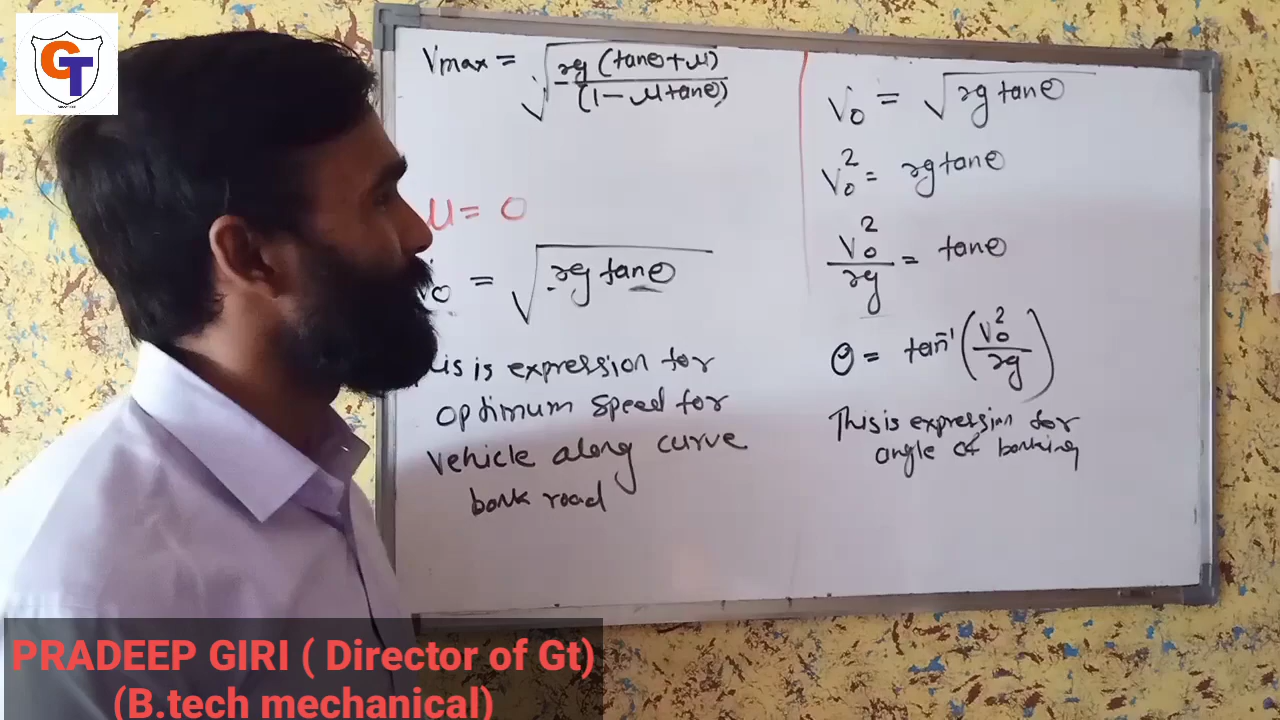 GT
Vmax = √(rg (tanθ + μ) / (1 - μ tanθ))
μ = 0
V₀ = √(rg tanθ)
is is expression for
optimum speed for
vehicle along curve
bank road
V₀ = √(rg tanθ)
V₀² = rg tanθ
V₀² / rg = tanθ
θ = tan⁻¹ (V₀² / rg)
This is expression for
angle of banking
PRADEEP GIRI ( Director of Gt)
(B.tech mechanical)